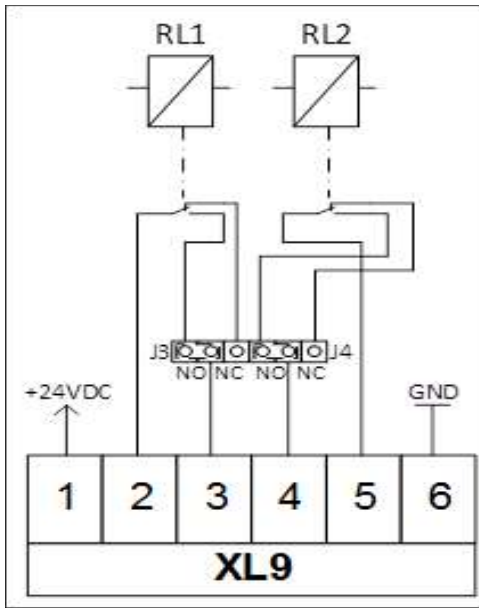 RL1 RL2
J3 J4
NO NC NO NC
+24VDC GND
1 2 3 4 5 6
XL9